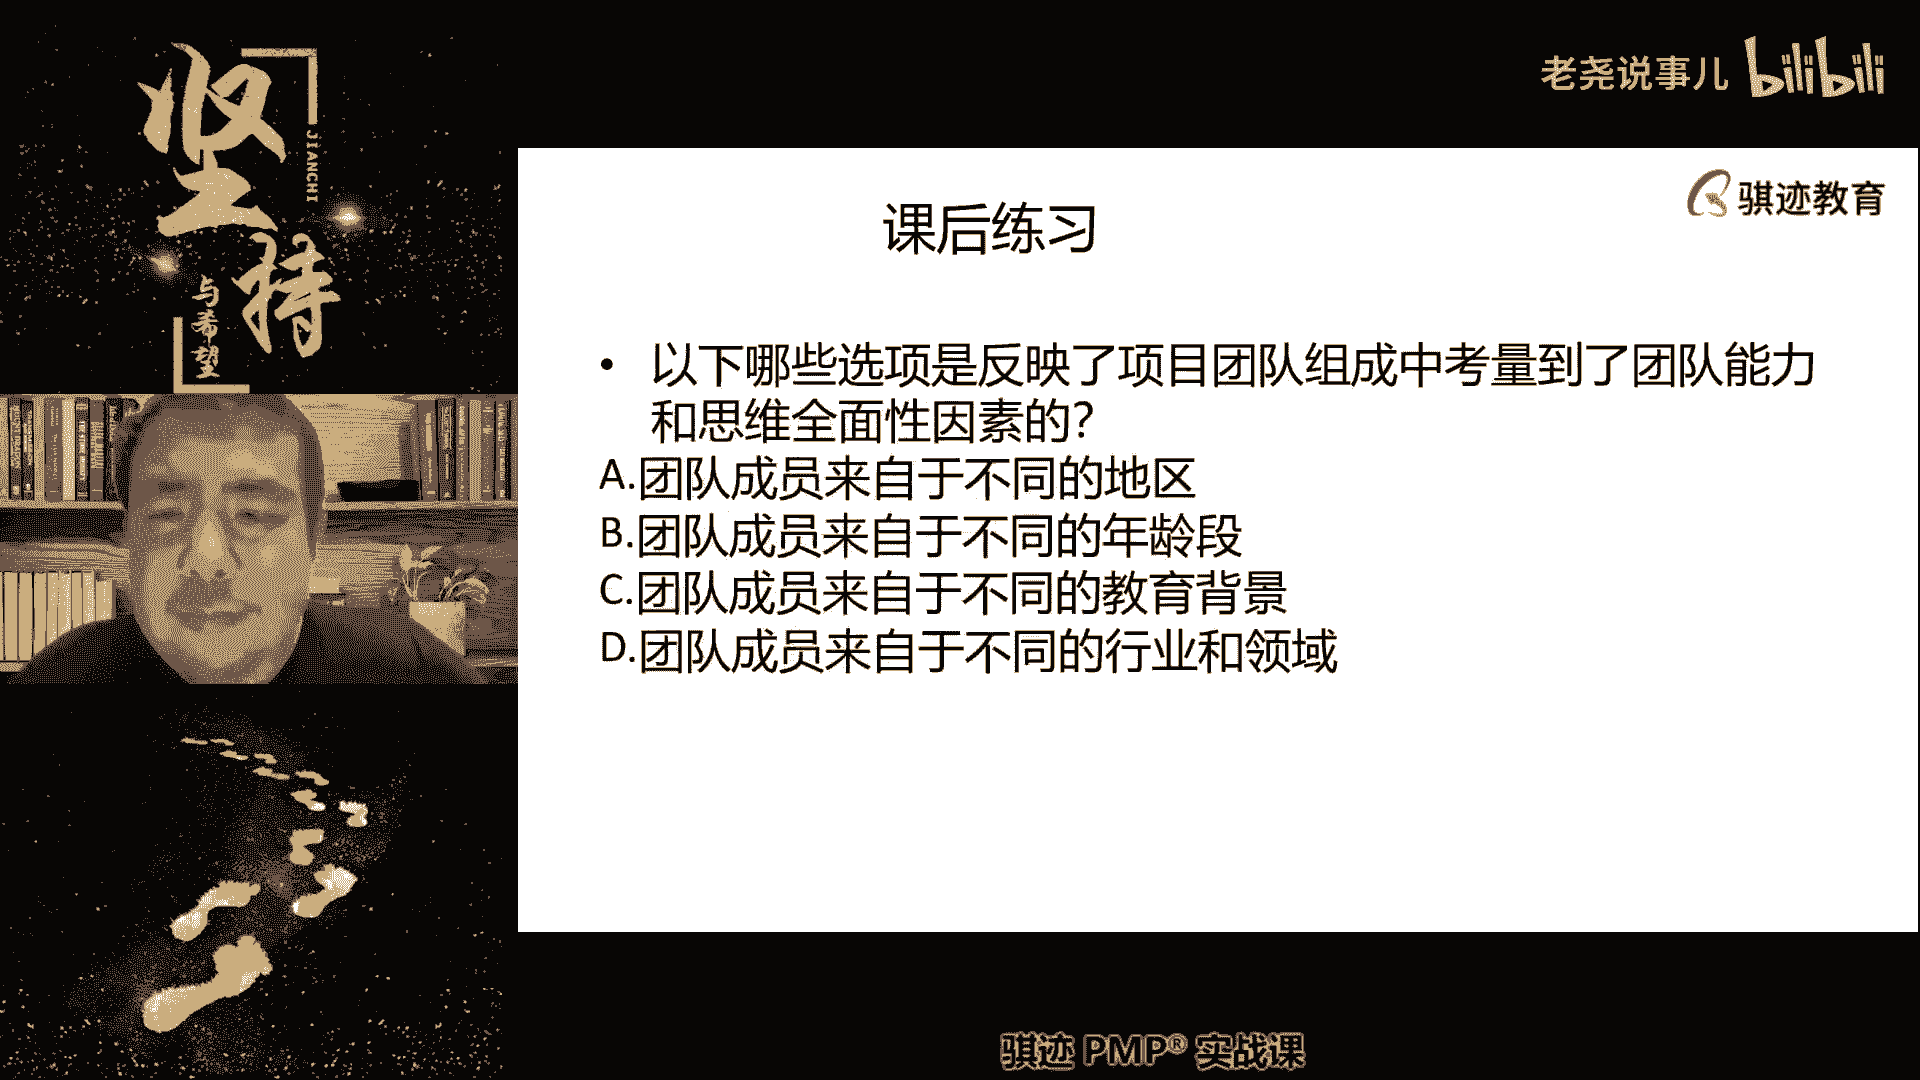 坚持
JIANCHI
与希望
老尧说事儿 bilibili
骐迹教育
课后练习
• 以下哪些选项是反映了项目团队组成中考量到了团队能力
和思维全面性因素的?
A.团队成员来自于不同的地区
B.团队成员来自于不同的年龄段
C.团队成员来自于不同的教育背景
D.团队成员来自于不同的行业和领域
骐迹 PMP® 实战课